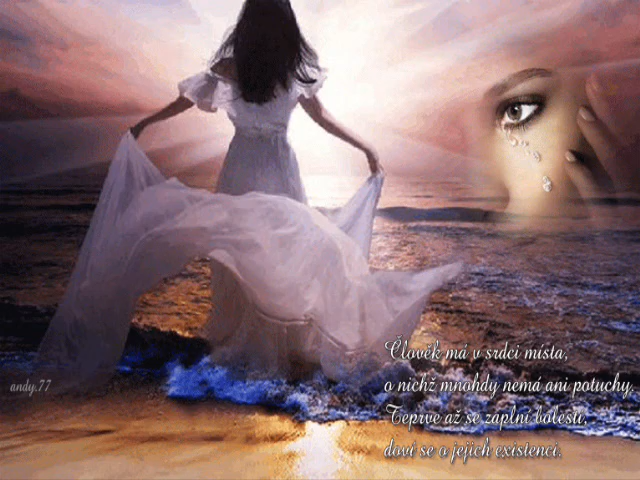 Člověk má v srdci místa,
o nichž mnohdy nemá ani potuchy.
Teprve až se zaplní bolestí,
doví se o jejich existenci.
andy.77